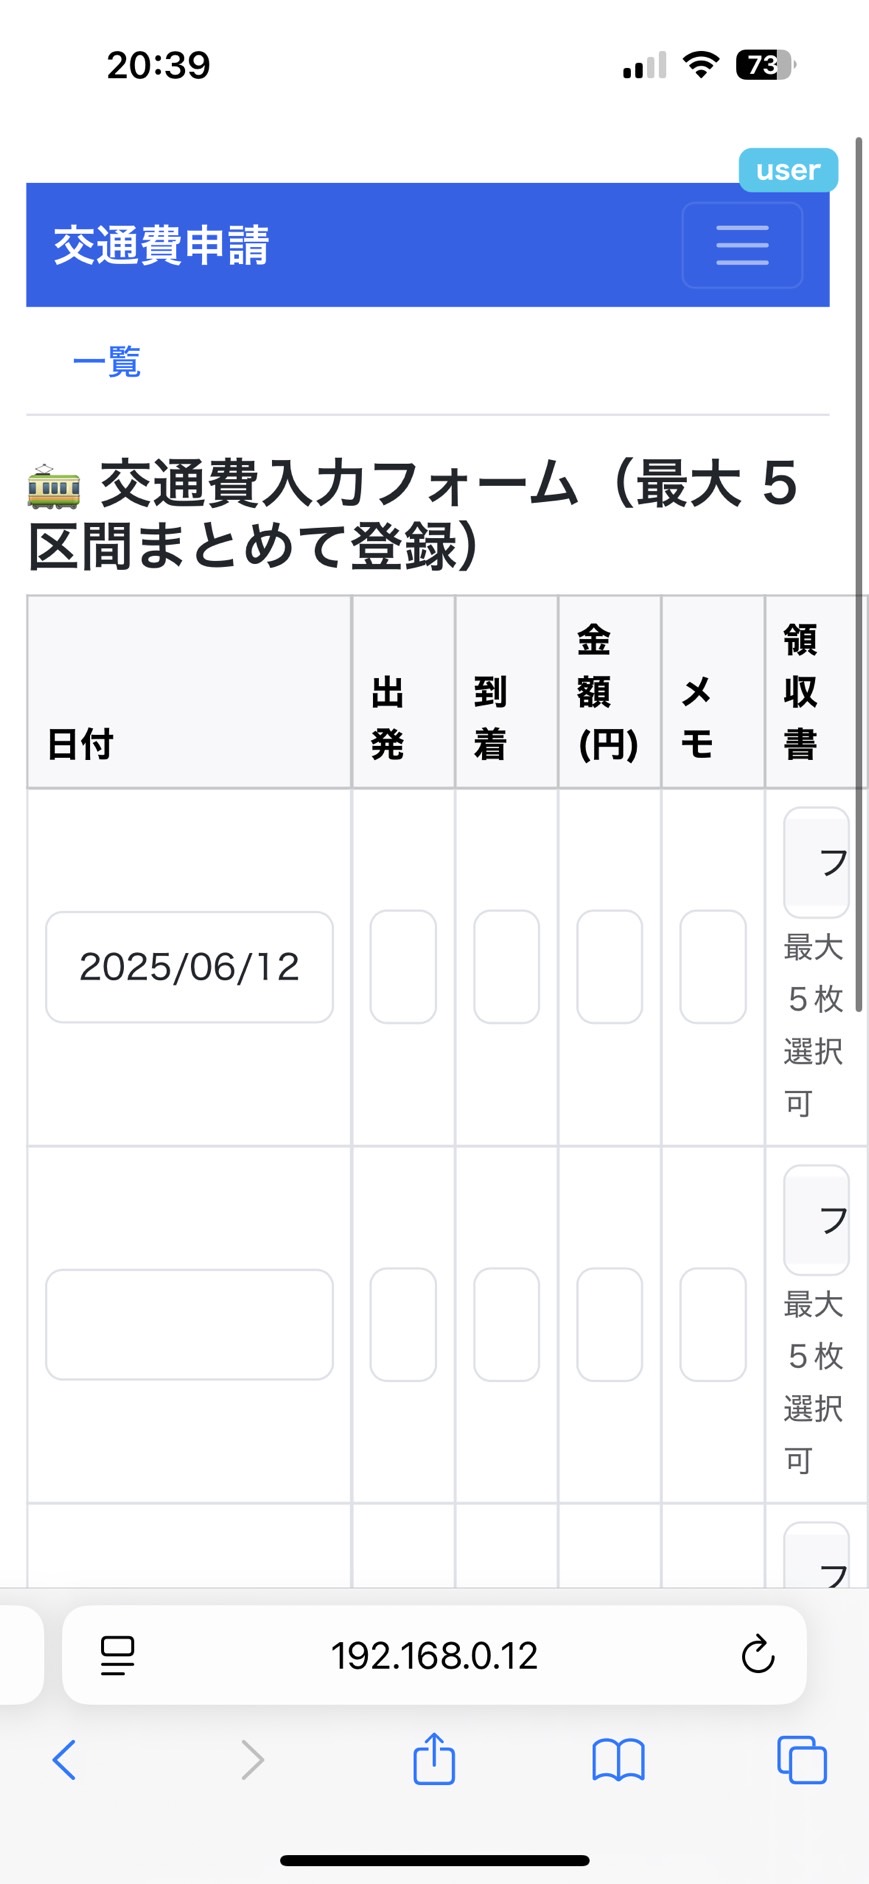 20:39
73
user
交通費申請
一覧
🚋 交通費入力フォーム（最大 5
区間まとめて登録）
日付
出発
到着
金額(円)
メモ
領収書
2025/06/12
フ
最大
5枚
選択
可
フ
最大
5枚
選択
可
フ
192.168.0.12